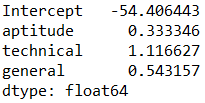 Intercept   -54.406443
aptitude      0.333346
technical     1.116627
general       0.543157
dtype: float64